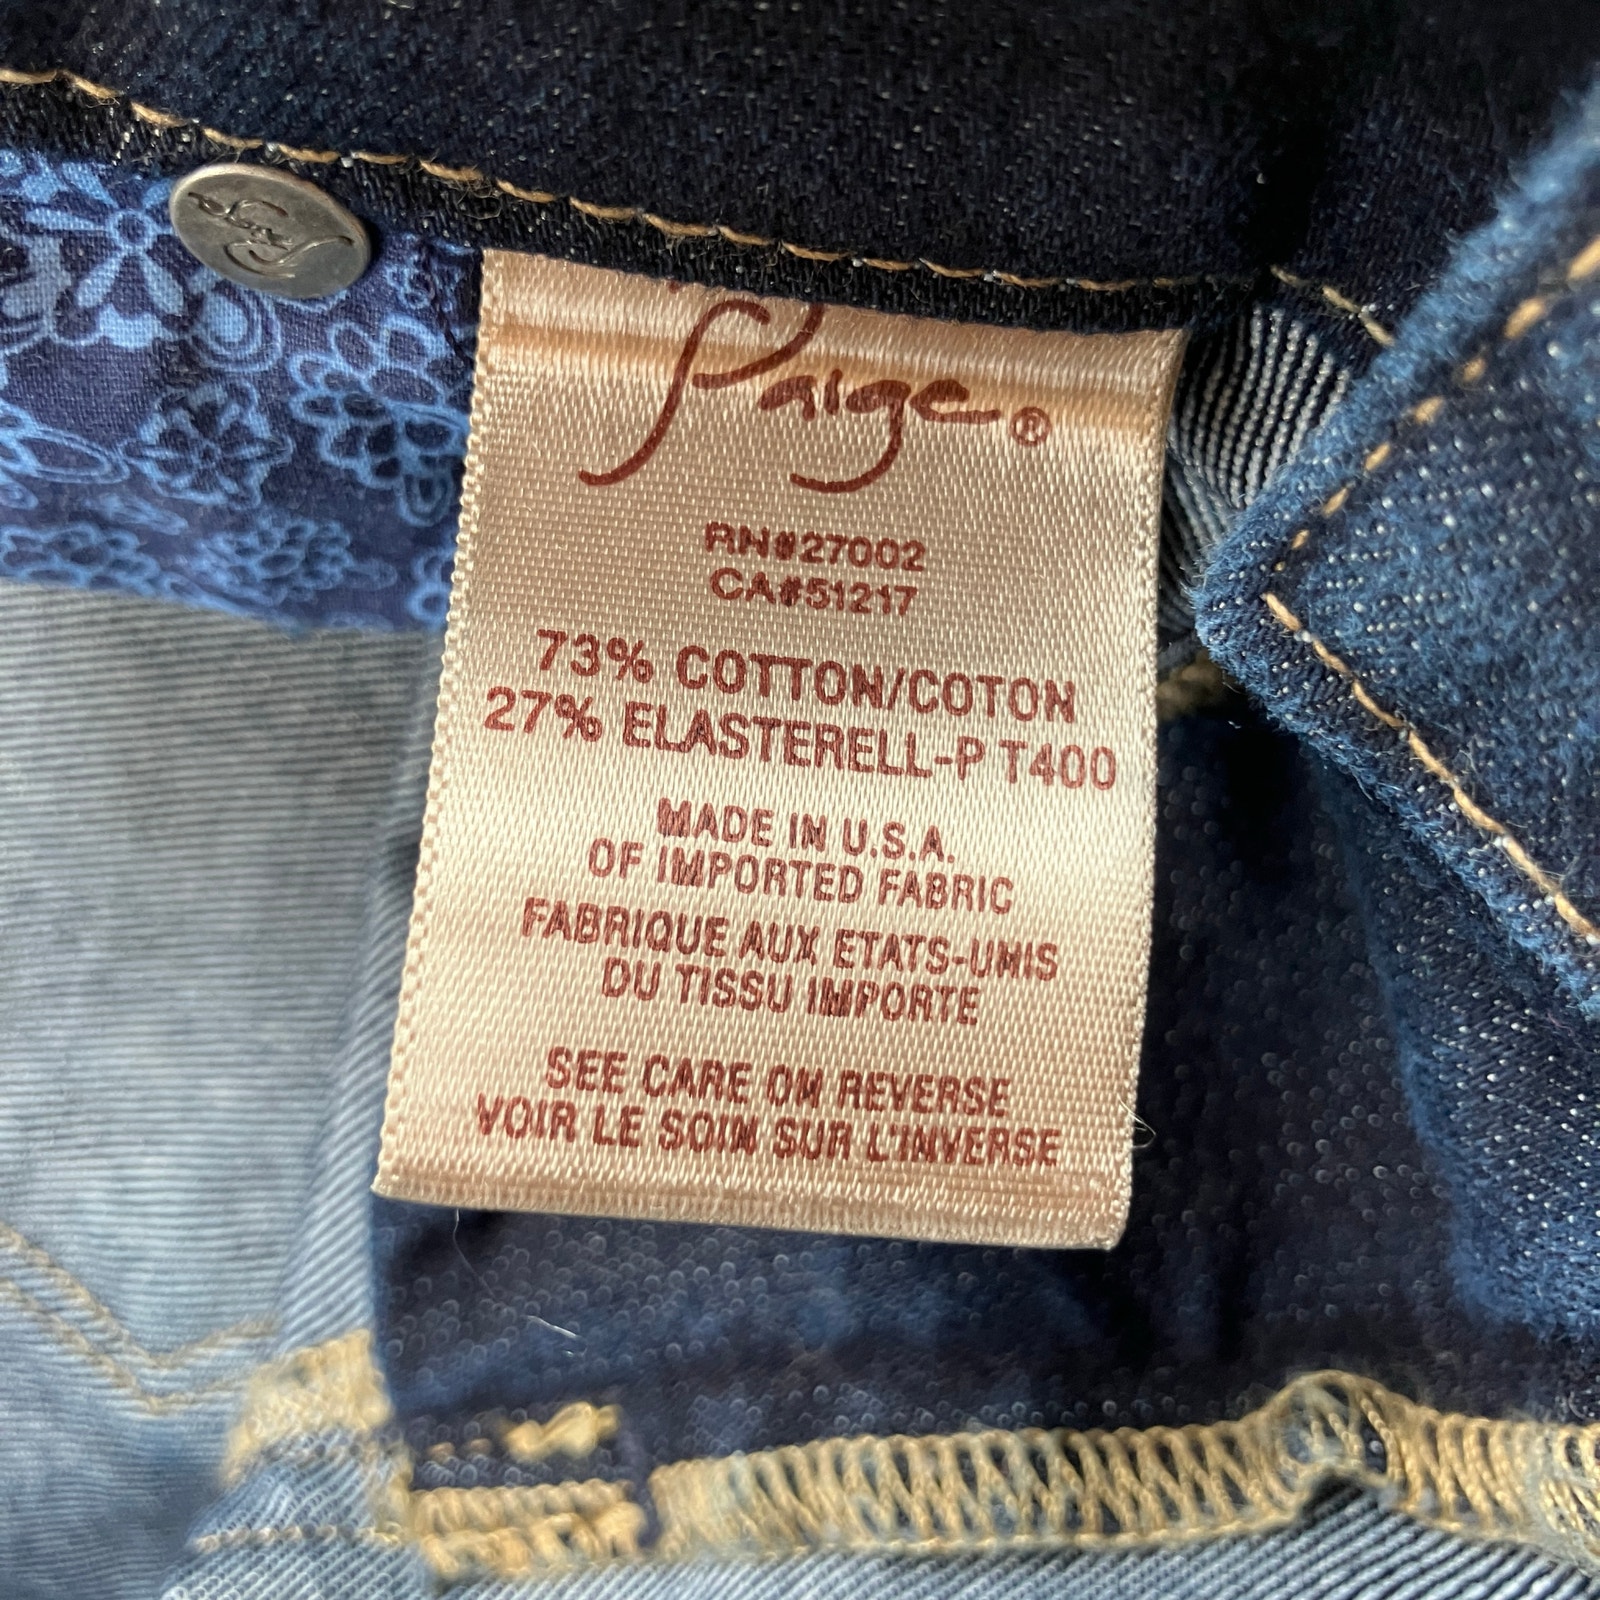 Paige
Paige®
RN#27002
CA#51217
73% COTTON/COTON
27% ELASTERELL-P T400
MADE IN U.S.A.
OF IMPORTED FABRIC
FABRIQUE AUX ETATS-UNIS
DU TISSU IMPORTE
SEE CARE ON REVERSE
VOIR LE SOIN SUR L'INVERSE